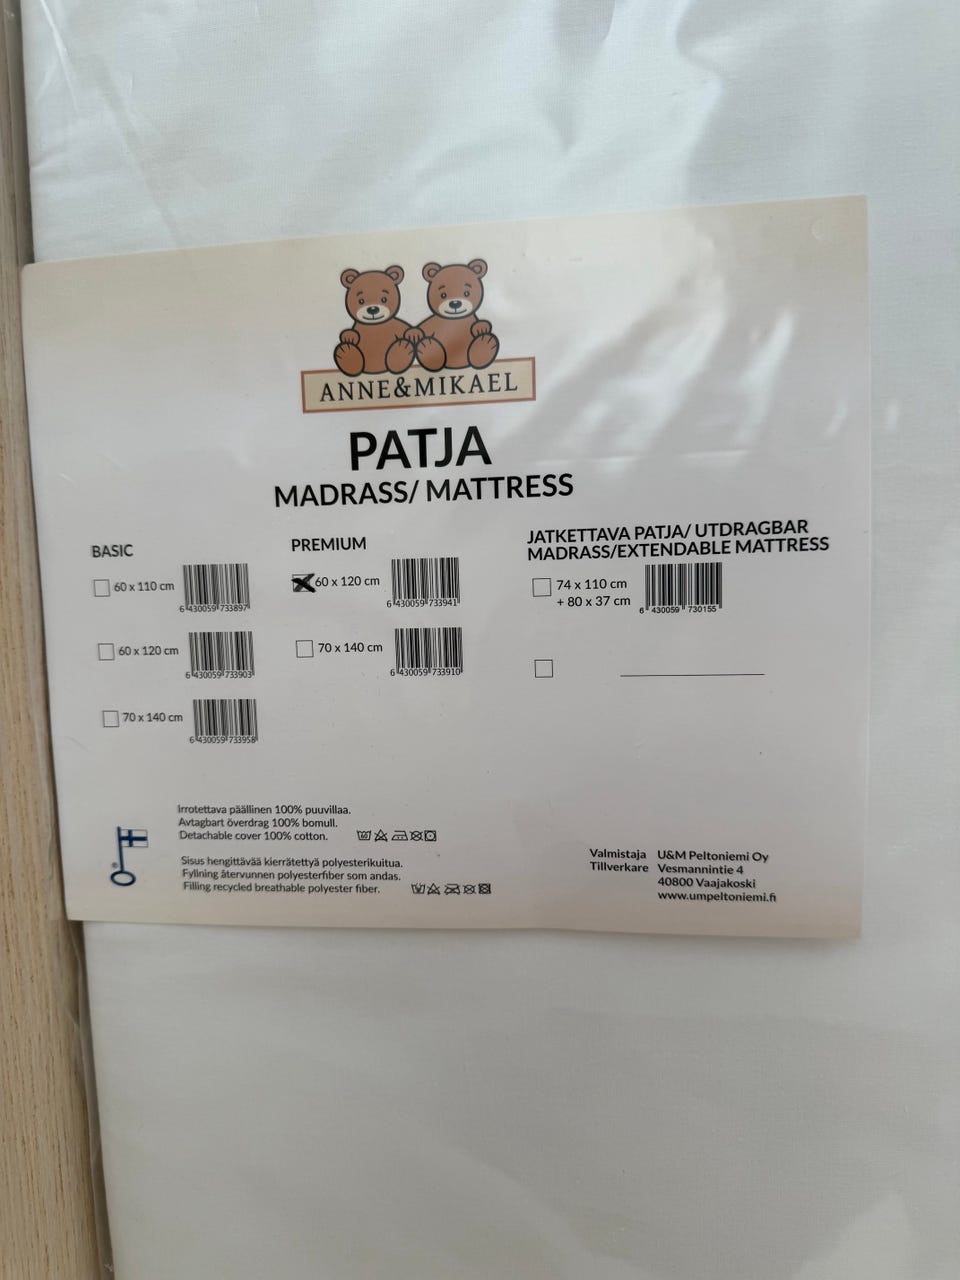 ANNE&MIKAEL
PATJA
MADRASS/ MATTRESS
BASIC
60 x 110 cm
6 430059 733897
60 x 120 cm
6 430059 733903
70 x 140 cm
6 430059 733958
PREMIUM
60 x 120 cm
6 430059 733941
70 x 140 cm
6 430059 733910
JATKETTAVA PATJA/ UTDRAGBAR
MADRASS/EXTENDABLE MATTRESS
74 x 110 cm
+ 80 x 37 cm
6 430059 730155
Irrotettava päällinen 100% puuvillaa.
Avtagbart överdrag 100% bomull.
Detachable cover 100% cotton.
Sisus hengittävää kierrätettyä polyesterikuitua.
Fyllning återvunnen polyesterfiber som andas.
Filling recycled breathable polyester fiber.
Valmistaja U&M Peltoniemi Oy
Tillverkare Vesmannintie 4
40800 Vaajakoski
www.umpeltoniemi.fi